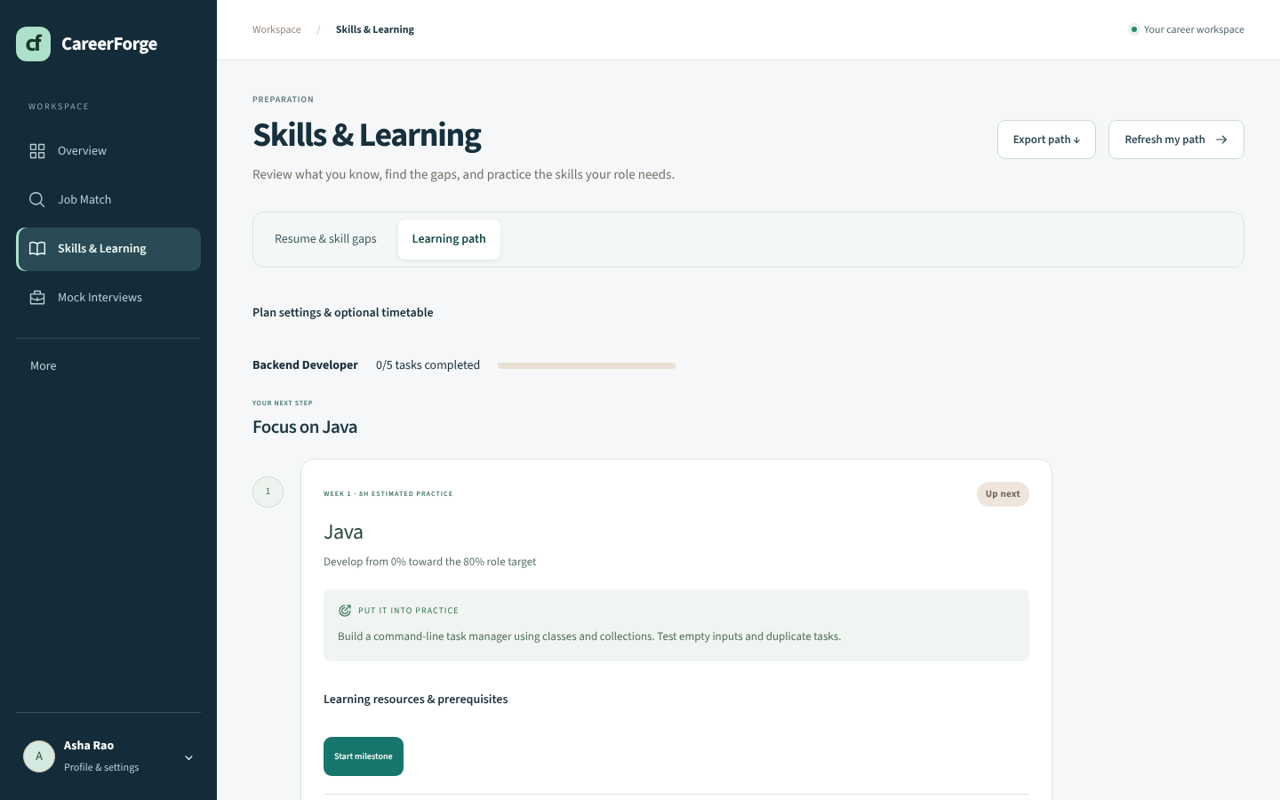 cf CareerForge
WORKSPACE
Overview
Job Match
Skills & Learning
Mock Interviews
More
A
Asha Rao
Profile & settings
Workspace / Skills & Learning
Your career workspace
PREPARATION
Skills & Learning
Review what you know, find the gaps, and practice the skills your role needs.
Export path ↓
Refresh my path →
Resume & skill gaps
Learning path
Plan settings & optional timetable
Backend Developer 0/5 tasks completed
YOUR NEXT STEP
Focus on Java
1
WEEK 1 · 8H ESTIMATED PRACTICE
Up next
Java
Develop from 0% toward the 80% role target
PUT IT INTO PRACTICE
Build a command-line task manager using classes and collections. Test empty inputs and duplicate tasks.
Learning resources & prerequisites
Start milestone